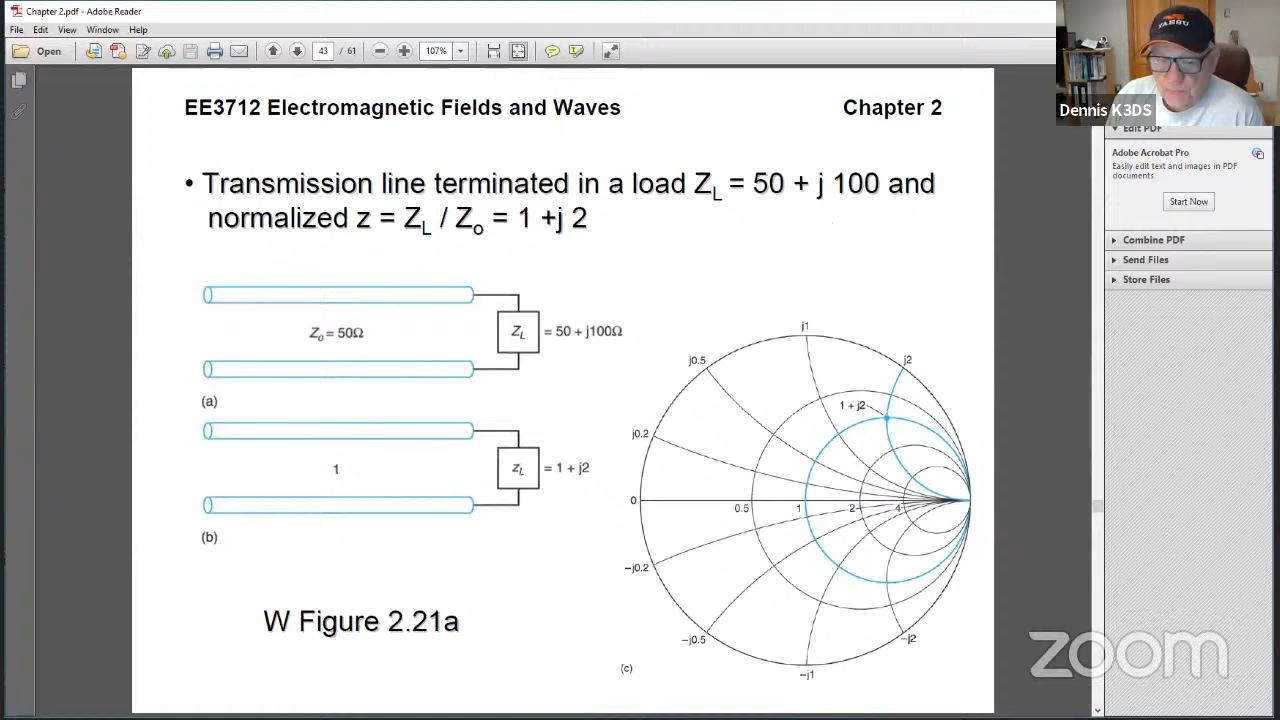 Chapter 2.pdf - Adobe Reader
File Edit View Window Help
Open 43 / 61 107%
Dennis K3DS
EE3712 Electromagnetic Fields and Waves Chapter 2
• Transmission line terminated in a load ZL = 50 + j 100 and
normalized z = ZL / Zo = 1 +j 2
Zo = 50Ω
ZL = 50 + j100Ω
(a)
1
zL = 1 + j2
(b)
W Figure 2.21a
j1
j0.5
j2
1 + j2
j0.2
0
0.5
1
2
4
–j0.2
–j0.5
–j2
–j1
(c)
Edit PDF
Adobe Acrobat Pro
Easily edit text and images in PDF
documents
Start Now
Combine PDF
Send Files
Store Files
zoom